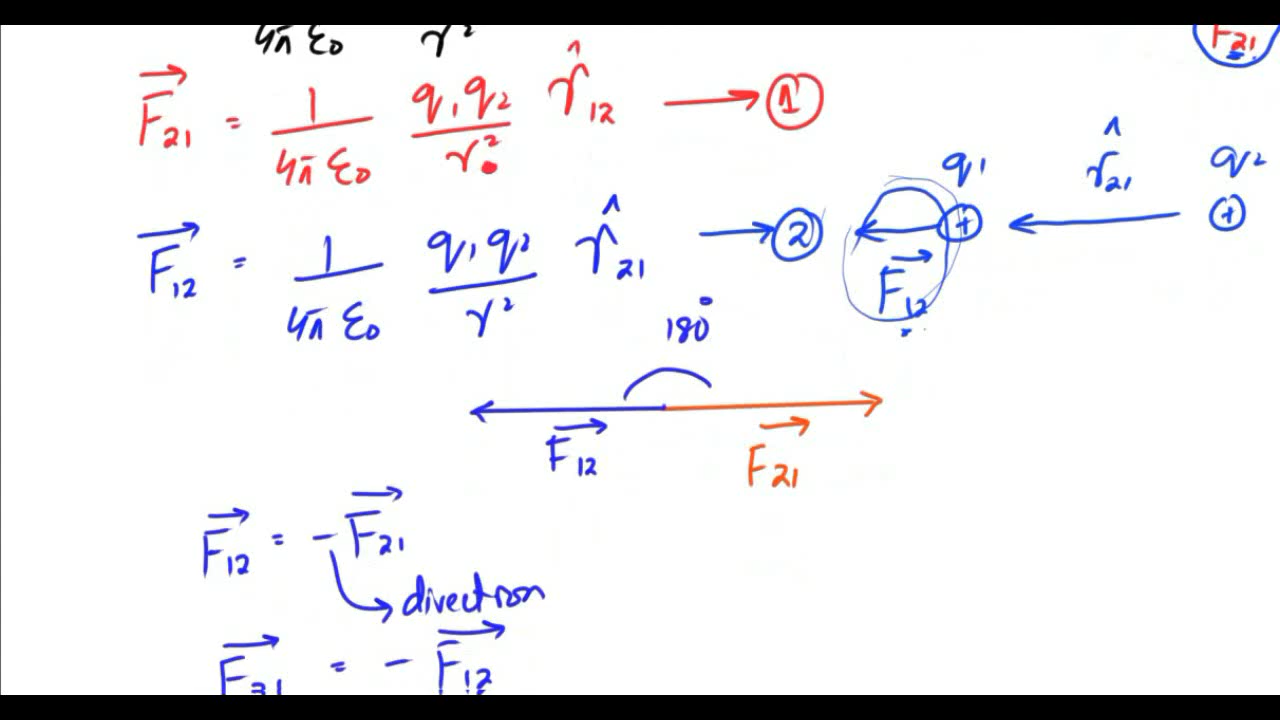 4π ε₀ r²
F₂₁
F⃗₂₁ = 1/(4π ε₀) q₁q₂/r² r̂₁₂ ⟶ ①
F⃗₁₂ = 1/(4π ε₀) q₁q₂/r² r̂₂₁ ⟶ ②
q₁ r̂₂₁ q₂
+ +
F⃗₁₂
180°
F⃗₁₂ F⃗₂₁
F⃗₁₂ = - F⃗₂₁
direction
F⃗₂₁ = - F⃗₁₂